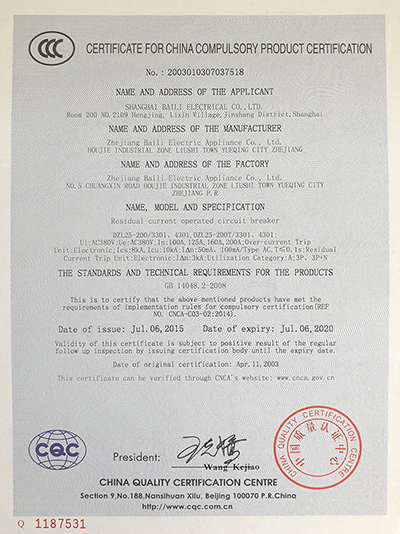 CCC
CERTIFICATE FOR CHINA COMPULSORY PRODUCT CERTIFICATION
No.: 2003010307037518
NAME AND ADDRESS OF THE APPLICANT
SHANGHAI BAILI ELECTRICAL CO.,LTD.
Room 200 NO.2109 Hengjing, Lixin Village,Jinshang District,Shanghai
NAME AND ADDRESS OF THE MANUFACTURER
Zhejiang Baili Electric Appliance Co., Ltd.
HOUJIE INDUSTRIAL ZONE LIUSHI TOWN YUEQING CITY ZHEJIANG
NAME AND ADDRESS OF THE FACTORY
Zhejiang Baili Electric Appliance Co., Ltd.
NO.5 CHUANGXIN ROAD HOUJIE INDUSTRIAL ZONE LIUSHI TOWN YUEQING CITY
ZHEJIANG P.R
NAME, MODEL AND SPECIFICATION
Residual current operated circuit breaker
DZL25-200/3301, 4301,DZL25-200T/3301, 4301;
Ui:AC380V;Ue:AC380V;In:100A,125A,160A,200A;Over-current Trip
Unit:Electronic;Ics:8kA,Icu:10kA;IΔn:50mA, 100mA/Type AC,T≤0.1s;Residual
Current Trip Unit:Electronic;IΔm:3kA;Utilization Category:A;3P, 3P+N
THE STANDARDS AND TECHNICAL REQUIREMENTS FOR THE PRODUCTS
GB 14048.2-2008
This is to certify that the above mentioned products have met the
requirements of implementation rules for compulsory certification(REF
NO. CNCA-C03-02:2014).
Date of issue: Jul.06,2015 Date of expiry: Jul.06,2020
Validity of this certificate is subject to positive result of the regular
follow up inspection by issuing certification body until the expiry date.
Date of original certification: Apr.11,2003
This certificate can be verified through CNCA's website: www.cnca.gov.cn
CQC
President:
Wang Kejiao
CHINA QUALITY CERTIFICATION CENTRE
中国质量认证中心
CHINA QUALITY CERTIFICATION CENTRE
Section 9,No.188,Nansihuan Xilu, Beijing 100070 P.R.China
http://www.cqc.com.cn
Q 1187531